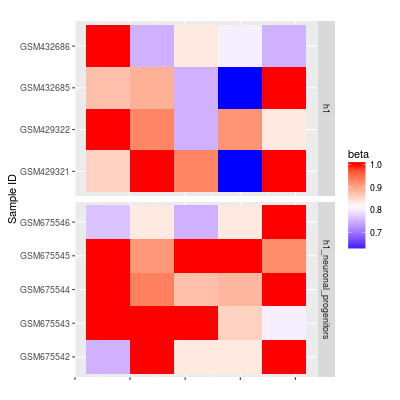 GSM432686
GSM432685
GSM429322
GSM429321
h1
GSM675546
GSM675545
GSM675544
GSM675543
GSM675542
h1_neuronal_progenitors
Sample ID
beta
1.0
0.9
0.8
0.7